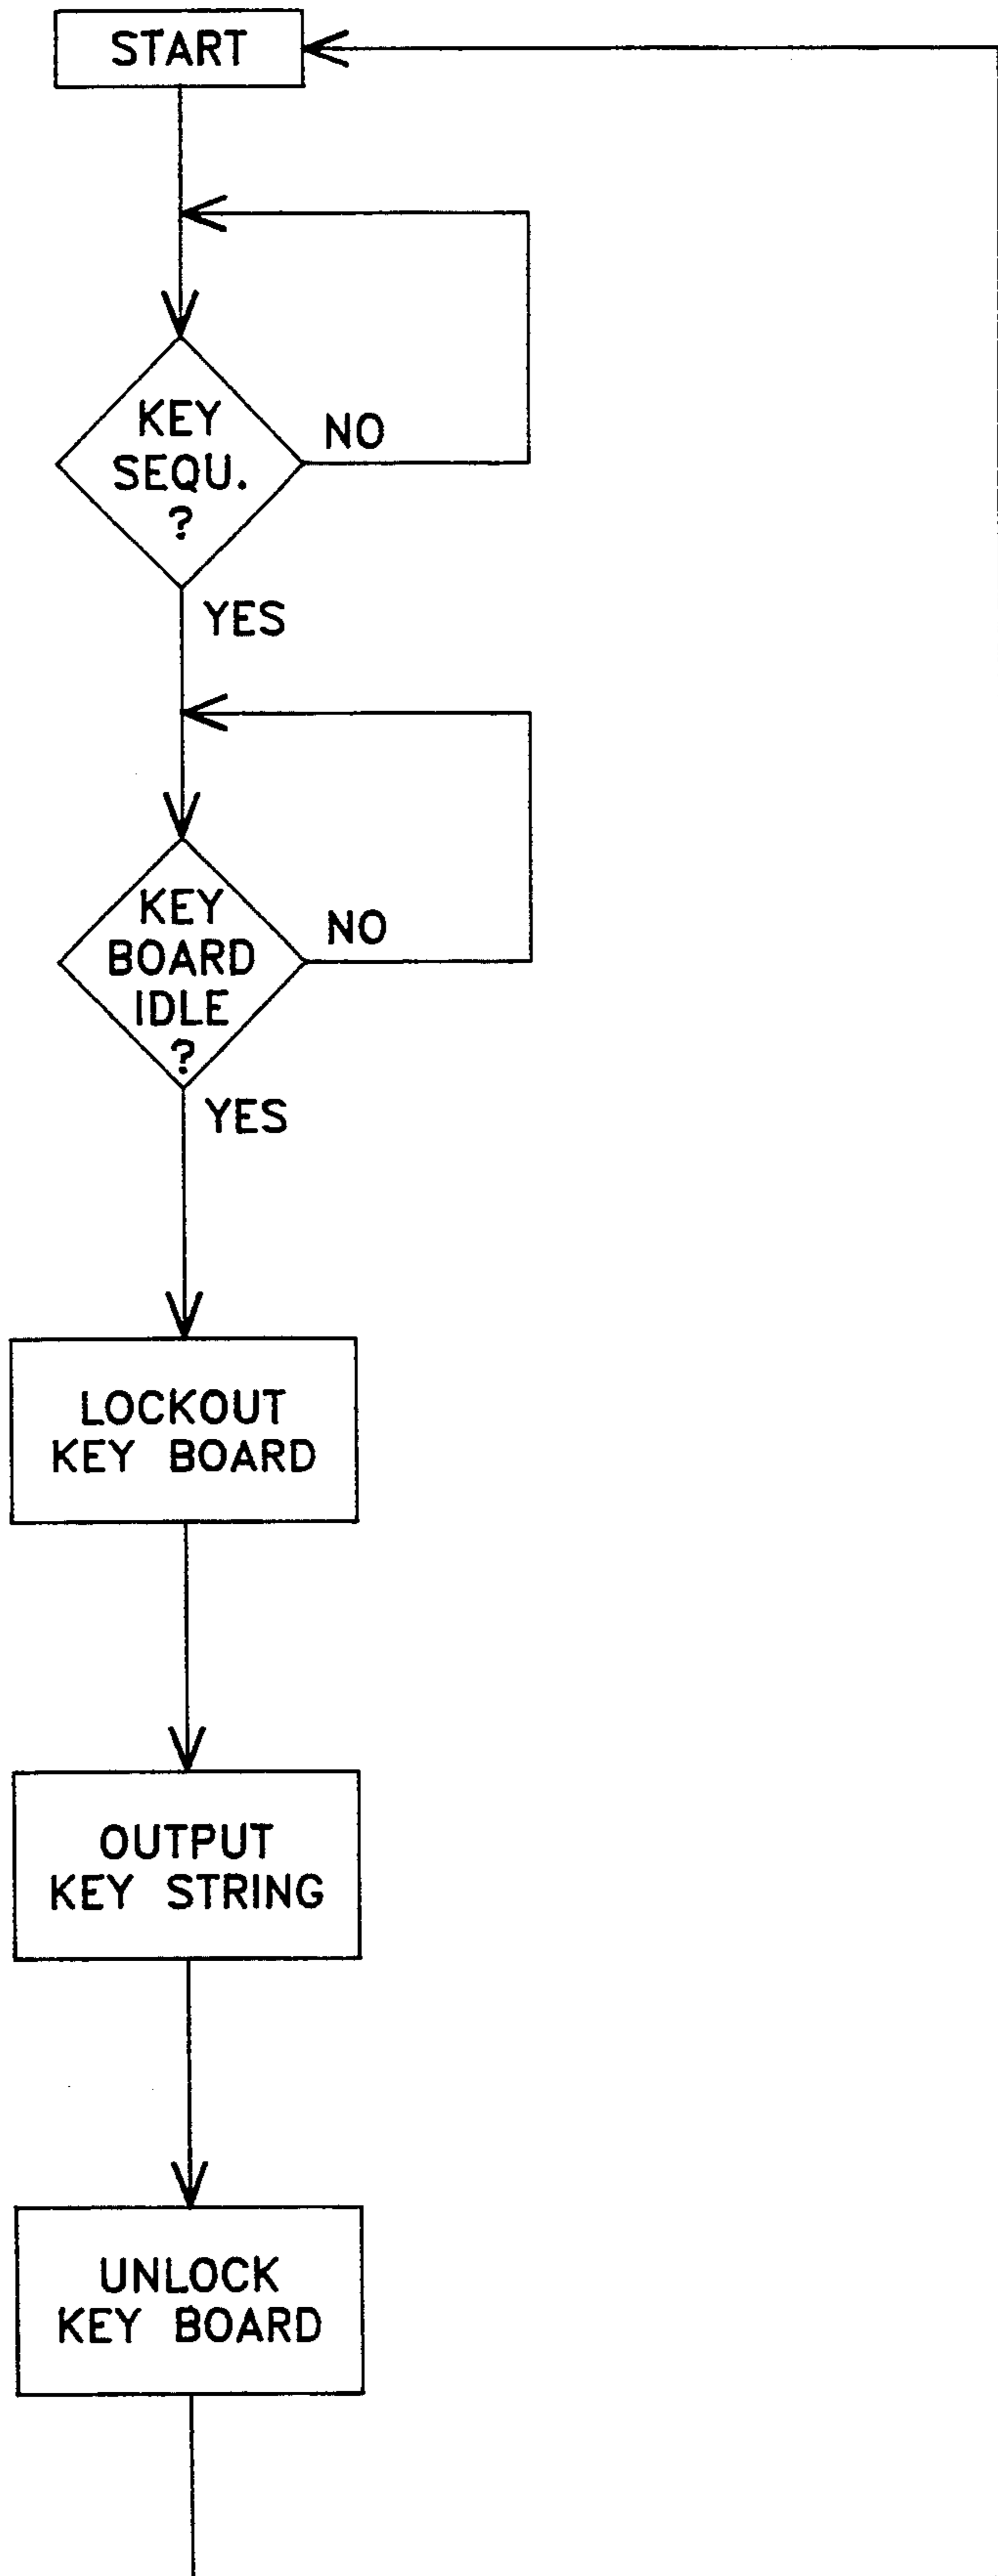 START
KEY
SEQU.
?
NO
YES
KEY
BOARD
IDLE
?
NO
YES
LOCKOUT
KEY BOARD
OUTPUT
KEY STRING
UNLOCK
KEY BOARD